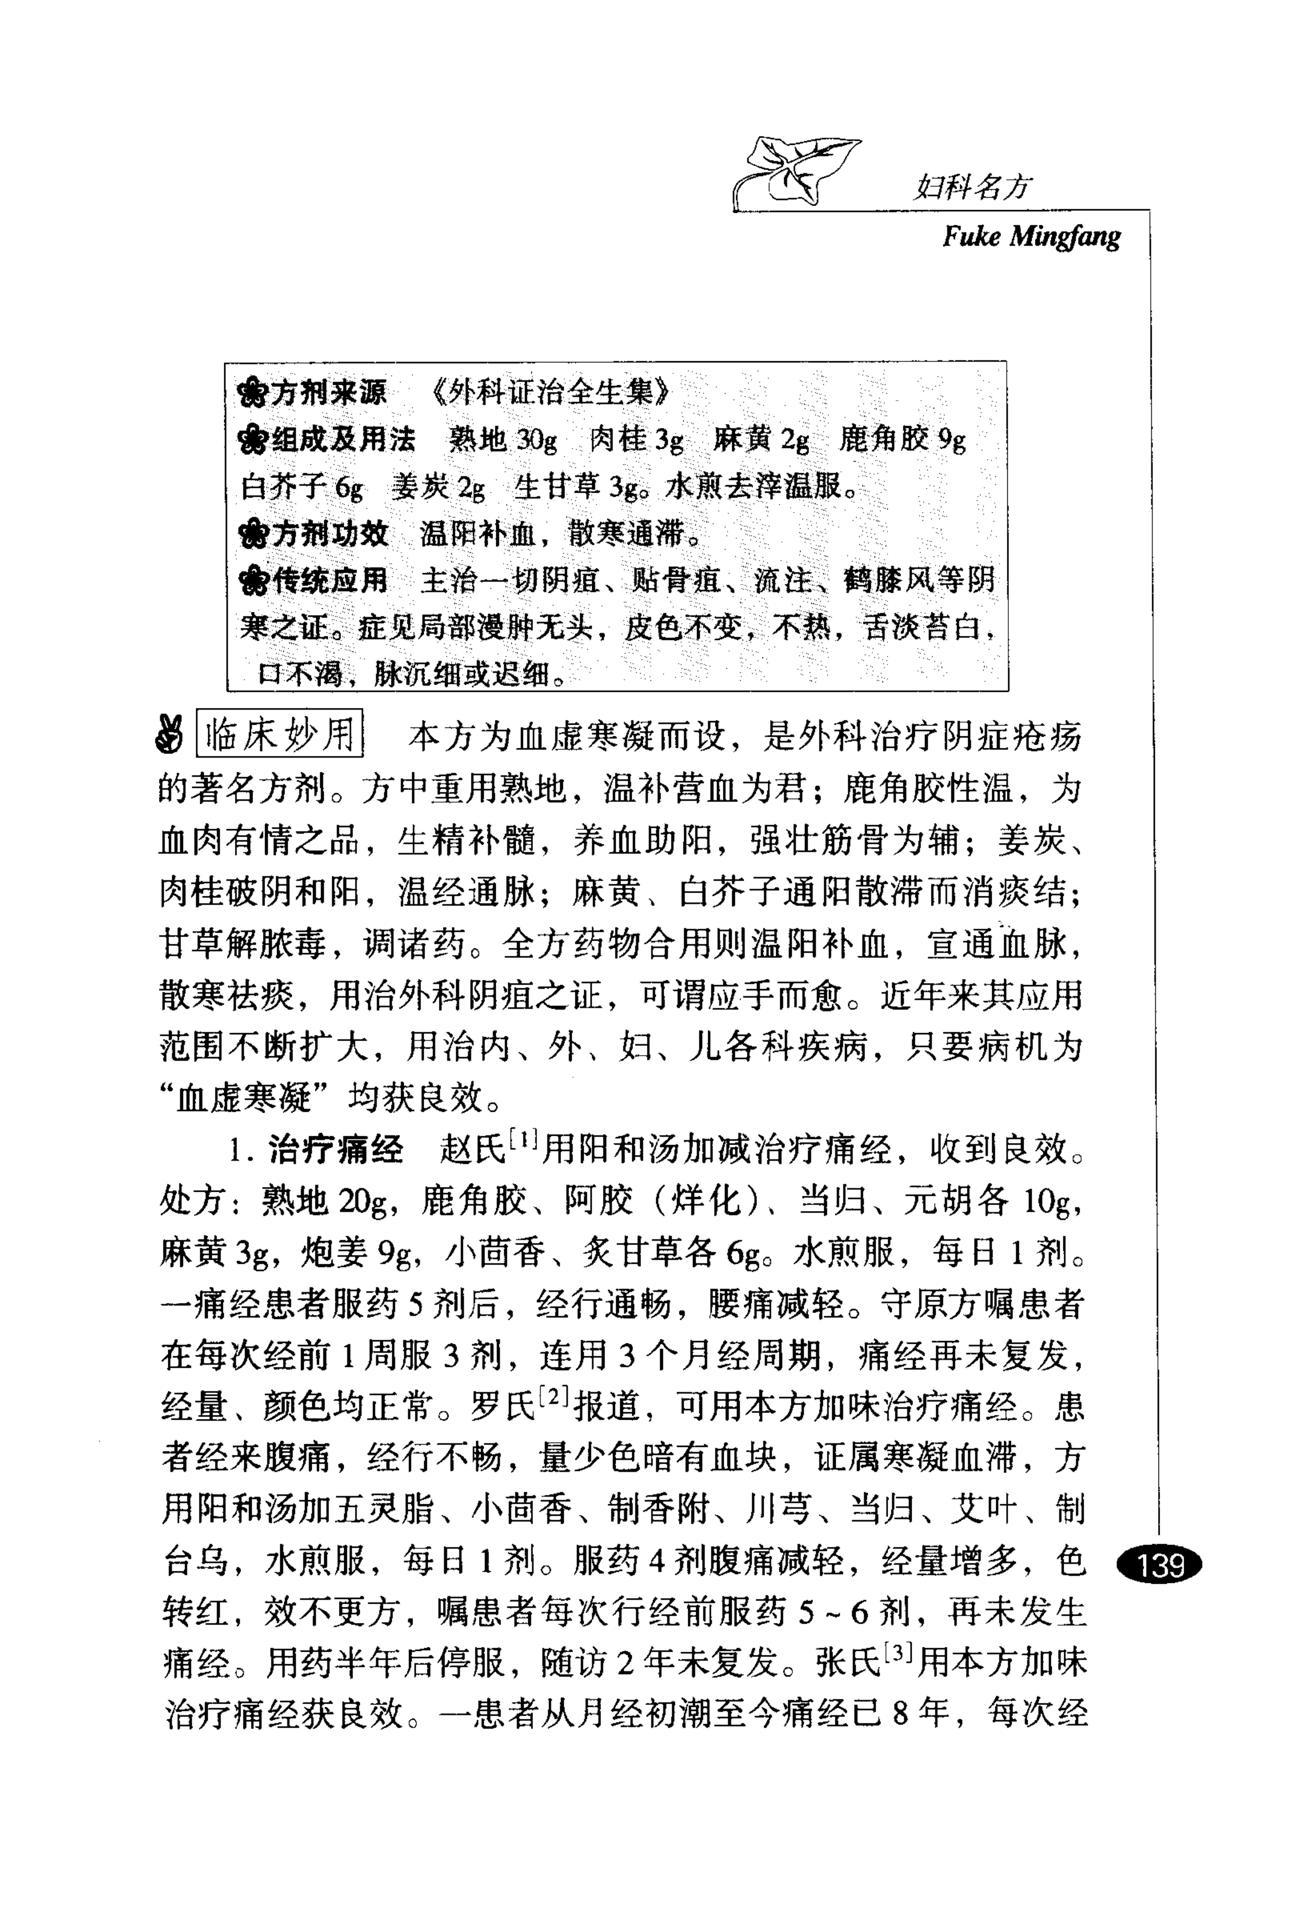 妇科名方
Fuke Mingfang
方剂来源 《外科证治全生集》
组成及用法 熟地 30g 肉桂 3g 麻黄 2g 鹿角胶 9g
白芥子 6g 姜炭 2g 生甘草 3g。水煎去滓温服。
方剂功效 温阳补血，散寒通滞。
传统应用 主治一切阴疽、贴骨疽、流注、鹤膝风等阴
寒之证。症见局部漫肿无头，皮色不变，不热，舌淡苔白，
口不渴，脉沉细或迟细。
临床妙用 本方为血虚寒凝而设，是外科治疗阴症疮疡
的著名方剂。方中重用熟地，温补营血为君；鹿角胶性温，为
血肉有情之品，生精补髓，养血助阳，强壮筋骨为辅；姜炭、
肉桂破阴和阳，温经通脉；麻黄、白芥子通阳散滞而消痰结；
甘草解脓毒，调诸药。全方药物合用则温阳补血，宣通血脉，
散寒祛痰，用治外科阴疽之证，可谓应手而愈。近年来其应用
范围不断扩大，用治内、外、妇、儿各科疾病，只要病机为
“血虚寒凝”均获良效。
1. 治疗痛经 赵氏[1]用阳和汤加减治疗痛经，收到良效。
处方：熟地 20g，鹿角胶、阿胶（烊化）、当归、元胡各 10g，
麻黄 3g，炮姜 9g，小茴香、炙甘草各 6g。水煎服，每日 1 剂。
一痛经患者服药 5 剂后，经行通畅，腰痛减轻。守原方嘱患者
在每次经前 1 周服 3 剂，连用 3 个月经周期，痛经再未复发，
经量、颜色均正常。罗氏[2]报道，可用本方加味治疗痛经。患
者经来腹痛，经行不畅，量少色暗有血块，证属寒凝血滞，方
用阳和汤加五灵脂、小茴香、制香附、川芎、当归、艾叶、制
台乌，水煎服，每日 1 剂。服药 4 剂腹痛减轻，经量增多，色
转红，效不更方，嘱患者每次行经前服药 5～6 剂，再未发生
痛经。用药半年后停服，随访 2 年未复发。张氏[3]用本方加味
治疗痛经获良效。一患者从月经初潮至今痛经已 8 年，每次经
139